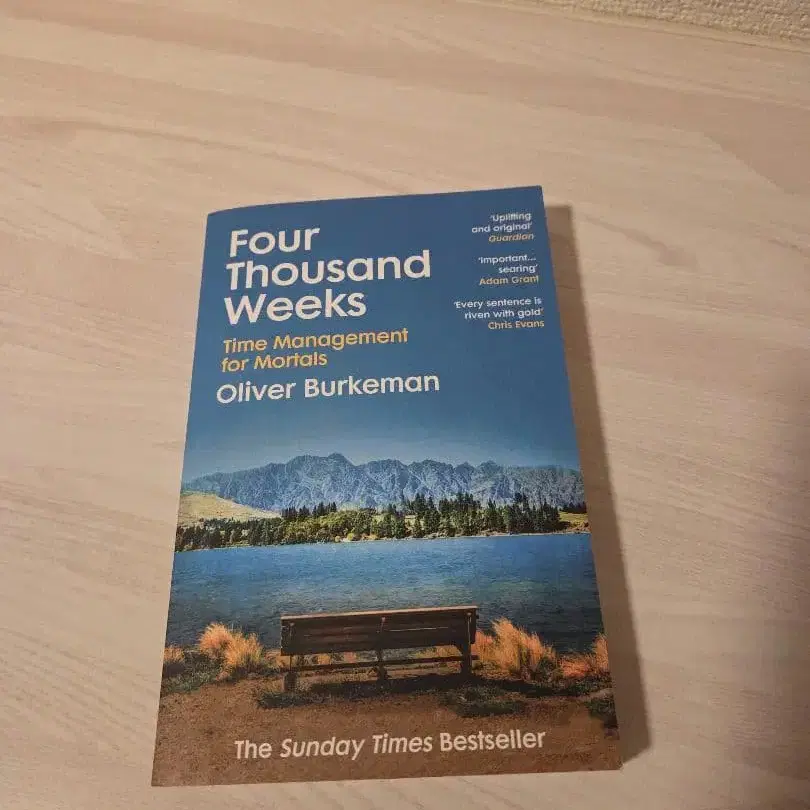 Four
Thousand
Weeks
Time Management
for Mortals
Oliver Burkeman
'Uplifting
and original'
Guardian
'Important...
searing'
Adam Grant
'Every sentence is
riven with gold'
Chris Evans
The Sunday Times Bestseller